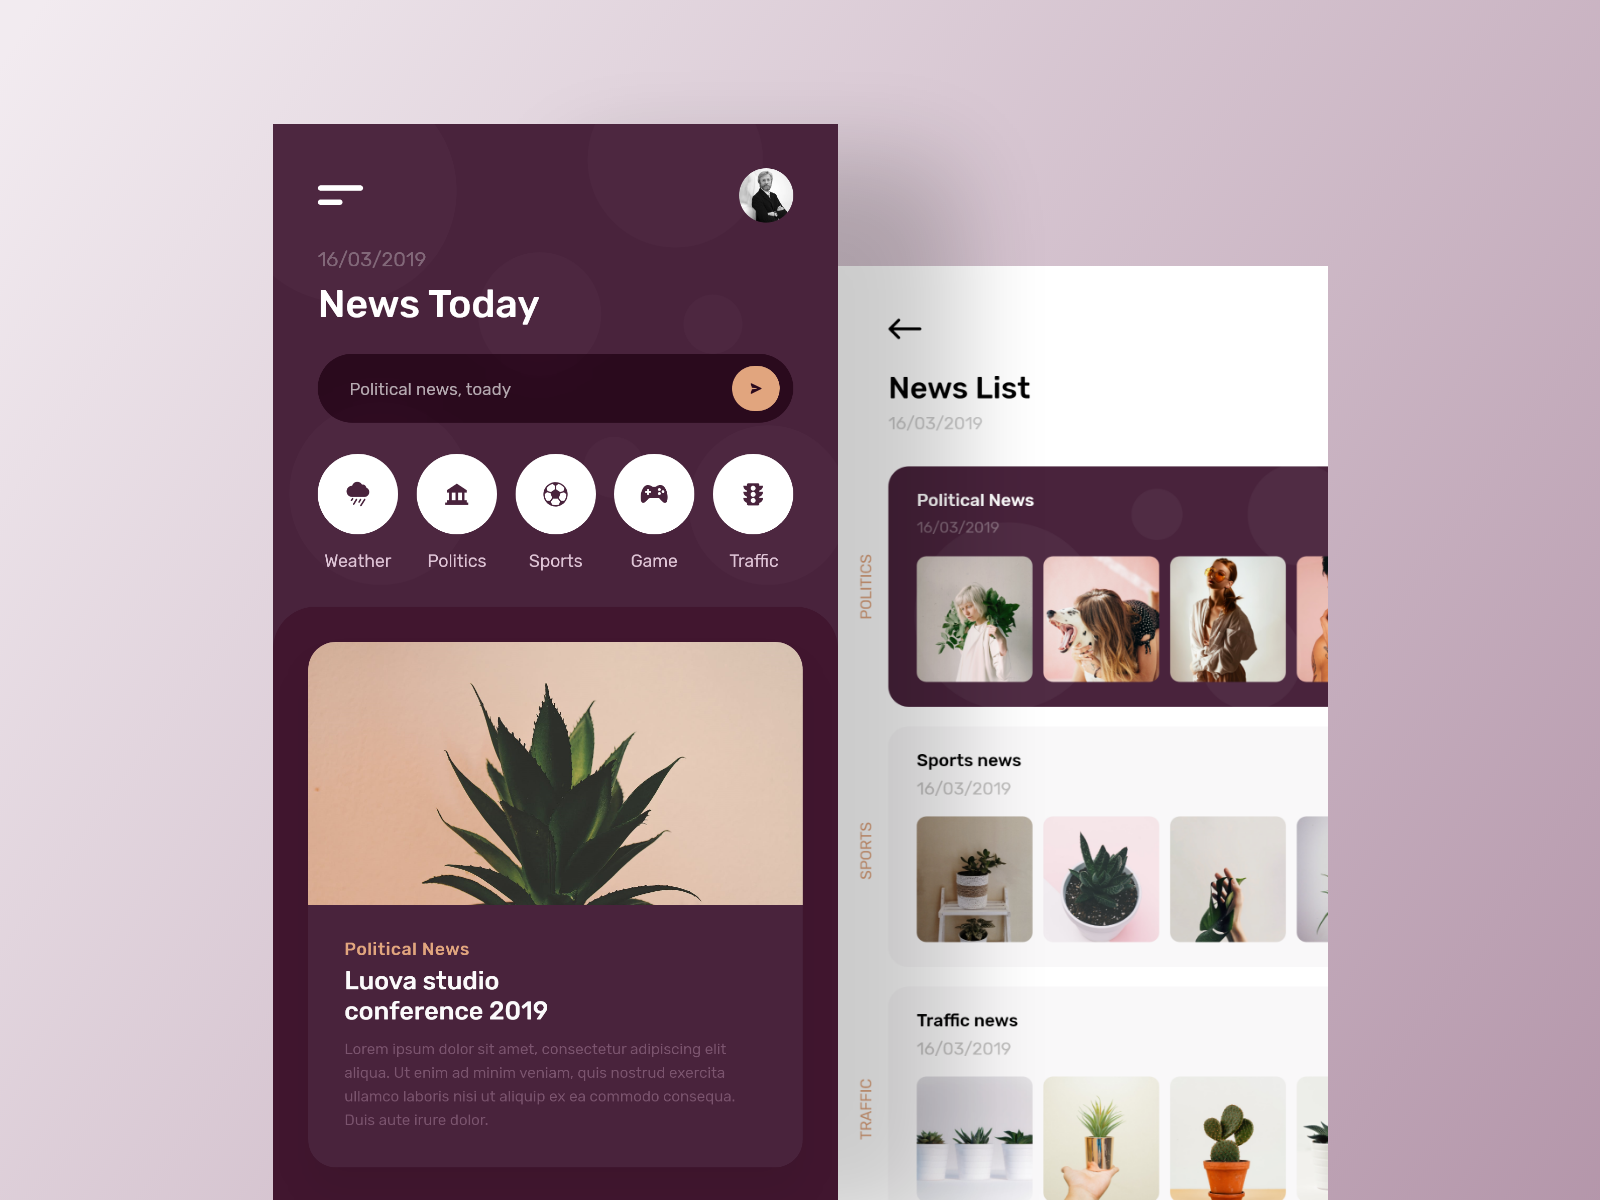 16/03/2019
News Today
Political news, toady
Weather
Politics
Sports
Game
Traffic
Political News
Luova studio
conference 2019
Lorem ipsum dolor sit amet, consectetur adipiscing elit
aliqua. Ut enim ad minim veniam, quis nostrud exercita
ullamco laboris nisi ut aliquip ex ea commodo consequa.
Duis aute irure dolor.
News List
16/03/2019
POLITICS
Political News
16/03/2019
SPORTS
Sports news
16/03/2019
TRAFFIC
Traffic news
16/03/2019